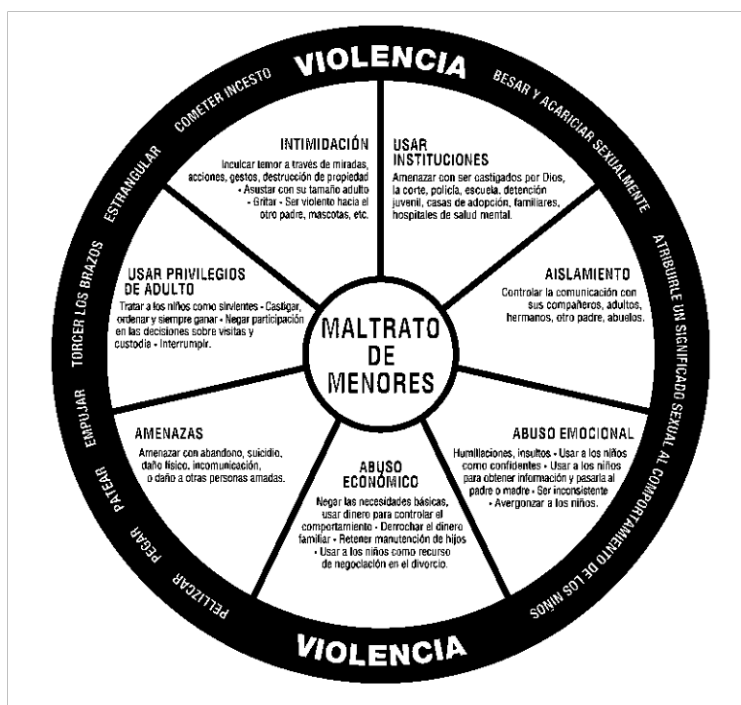 VIOLENCIA
BESAR Y ACARICIAR SEXUALMENTE
ATRIBUIRLE UN SIGNIFICADO SEXUAL AL COMPORTAMIENTO DE LOS NIÑOS
VIOLENCIA
PELLIZCAR
PEGAR
PATEAR
EMPUJAR
TORCER LOS BRAZOS
ESTRANGULAR
COMETER INCESTO
INTIMIDACIÓN
Inculcar temor a través de miradas,
acciones, gestos, destrucción de propiedad
• Asustar con su tamaño adulto
• Gritar • Ser violento hacia el
otro padre, mascotas, etc.
USAR
INSTITUCIONES
Amenazar con ser castigados por Dios,
la corte, policía, escuela, detención
juvenil, casas de adopción, familiares,
hospitales de salud mental.
USAR PRIVILEGIOS
DE ADULTO
Tratar a los niños como sirvientes • Castigar,
ordenar y siempre ganar • Negar participación
en las decisiones sobre visitas y
custodia • Interrumpir.
AISLAMIENTO
Controlar la comunicación con
sus compañeros, adultos,
hermanos, otro padre, abuelos.
MALTRATO
DE
MENORES
AMENAZAS
Amenazar con abandono, suicidio,
daño físico, incomunicación,
o daño a otras personas amadas.
ABUSO
ECONÓMICO
Negar las necesidades básicas,
usar dinero para controlar el
comportamiento • Derrochar el dinero
familiar • Retener manutención de hijos
• Usar a los niños como recurso
de negociación en el divorcio.
ABUSO EMOCIONAL
Humillaciones, insultos • Usar a los niños
como confidentes • Usar a los niños
para obtener información y pasarla al
padre o madre • Ser inconsistente
• Avergonzar a los niños.